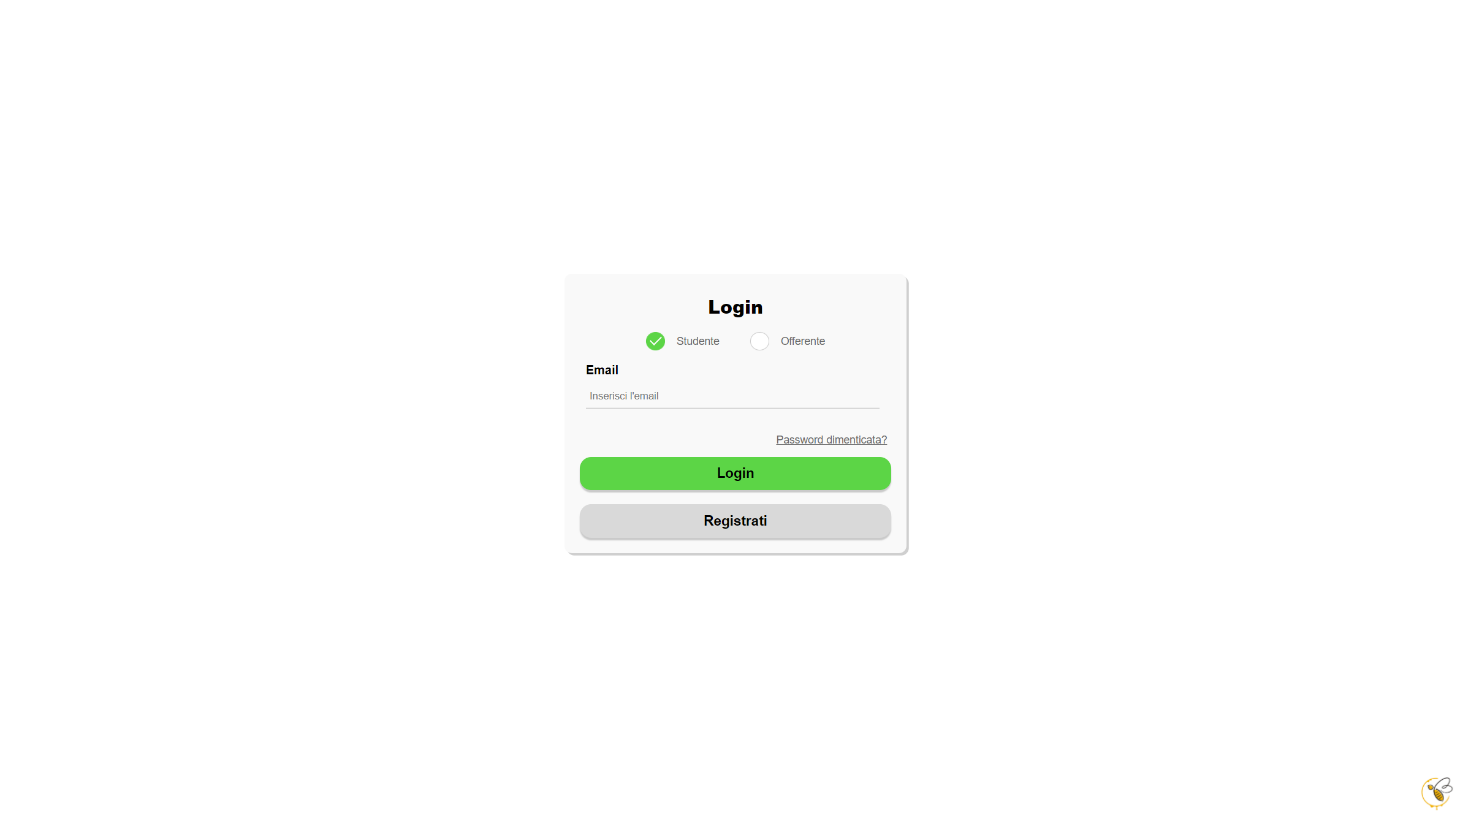 Login
Studente Offerente
Email
Inserisci l'email
Password dimenticata?
Login
Registrati